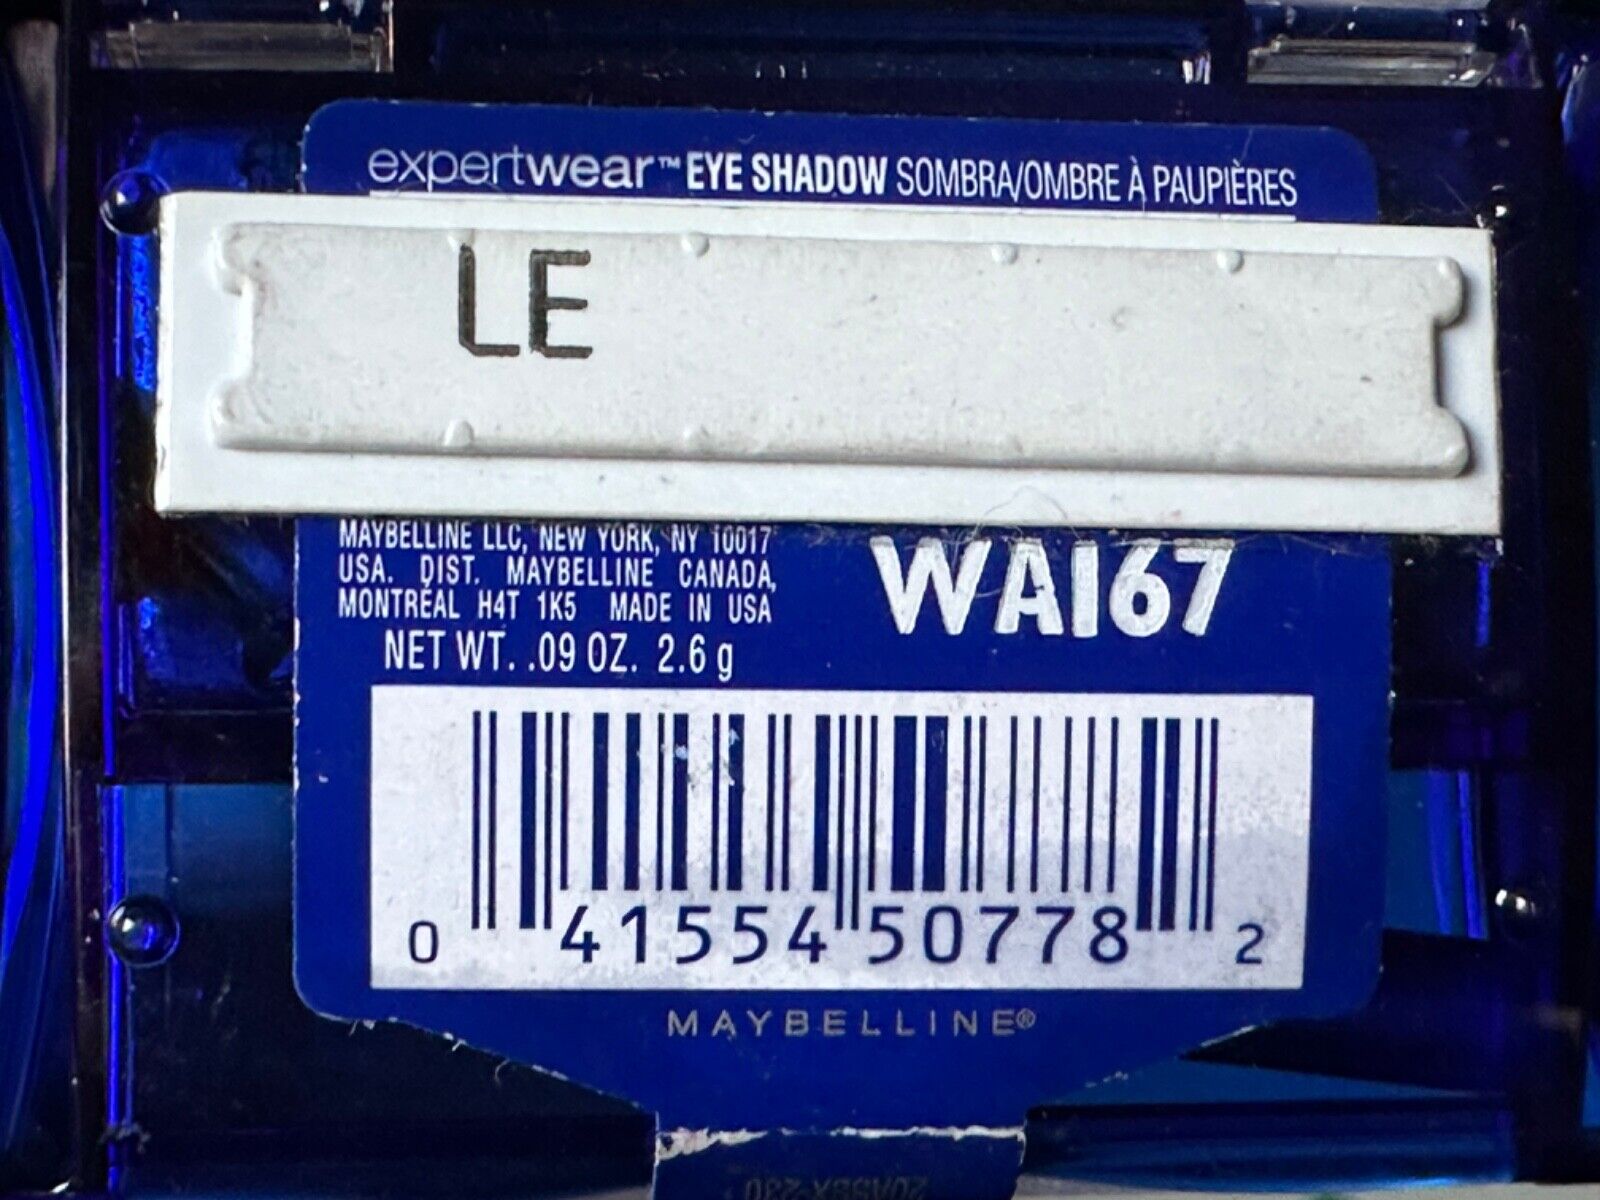 expertwear™ EYE SHADOW SOMBRA/OMBRE À PAUPIÈRES
LE
MAYBELLINE LLC, NEW YORK, NY 10017
USA. DIST. MAYBELLINE CANADA,
MONTRÉAL H4T 1K5 MADE IN USA
NET WT. .09 OZ. 2.6 g
WA167
0 41554 50778 2
MAYBELLINE®